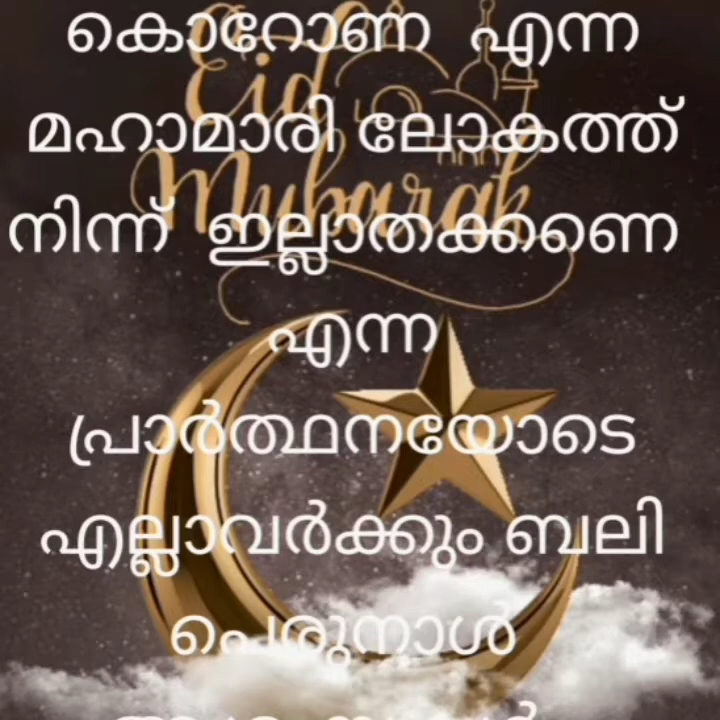 കൊറോണ എന്ന
Eid
മഹാമാരി ലോകത്ത്
Mubarak
നിന്ന് ഇല്ലാതക്കണെ
എന്ന
പ്രാർത്ഥനയോടെ
എല്ലാവർക്കും ബലി
പെരുനാൾ